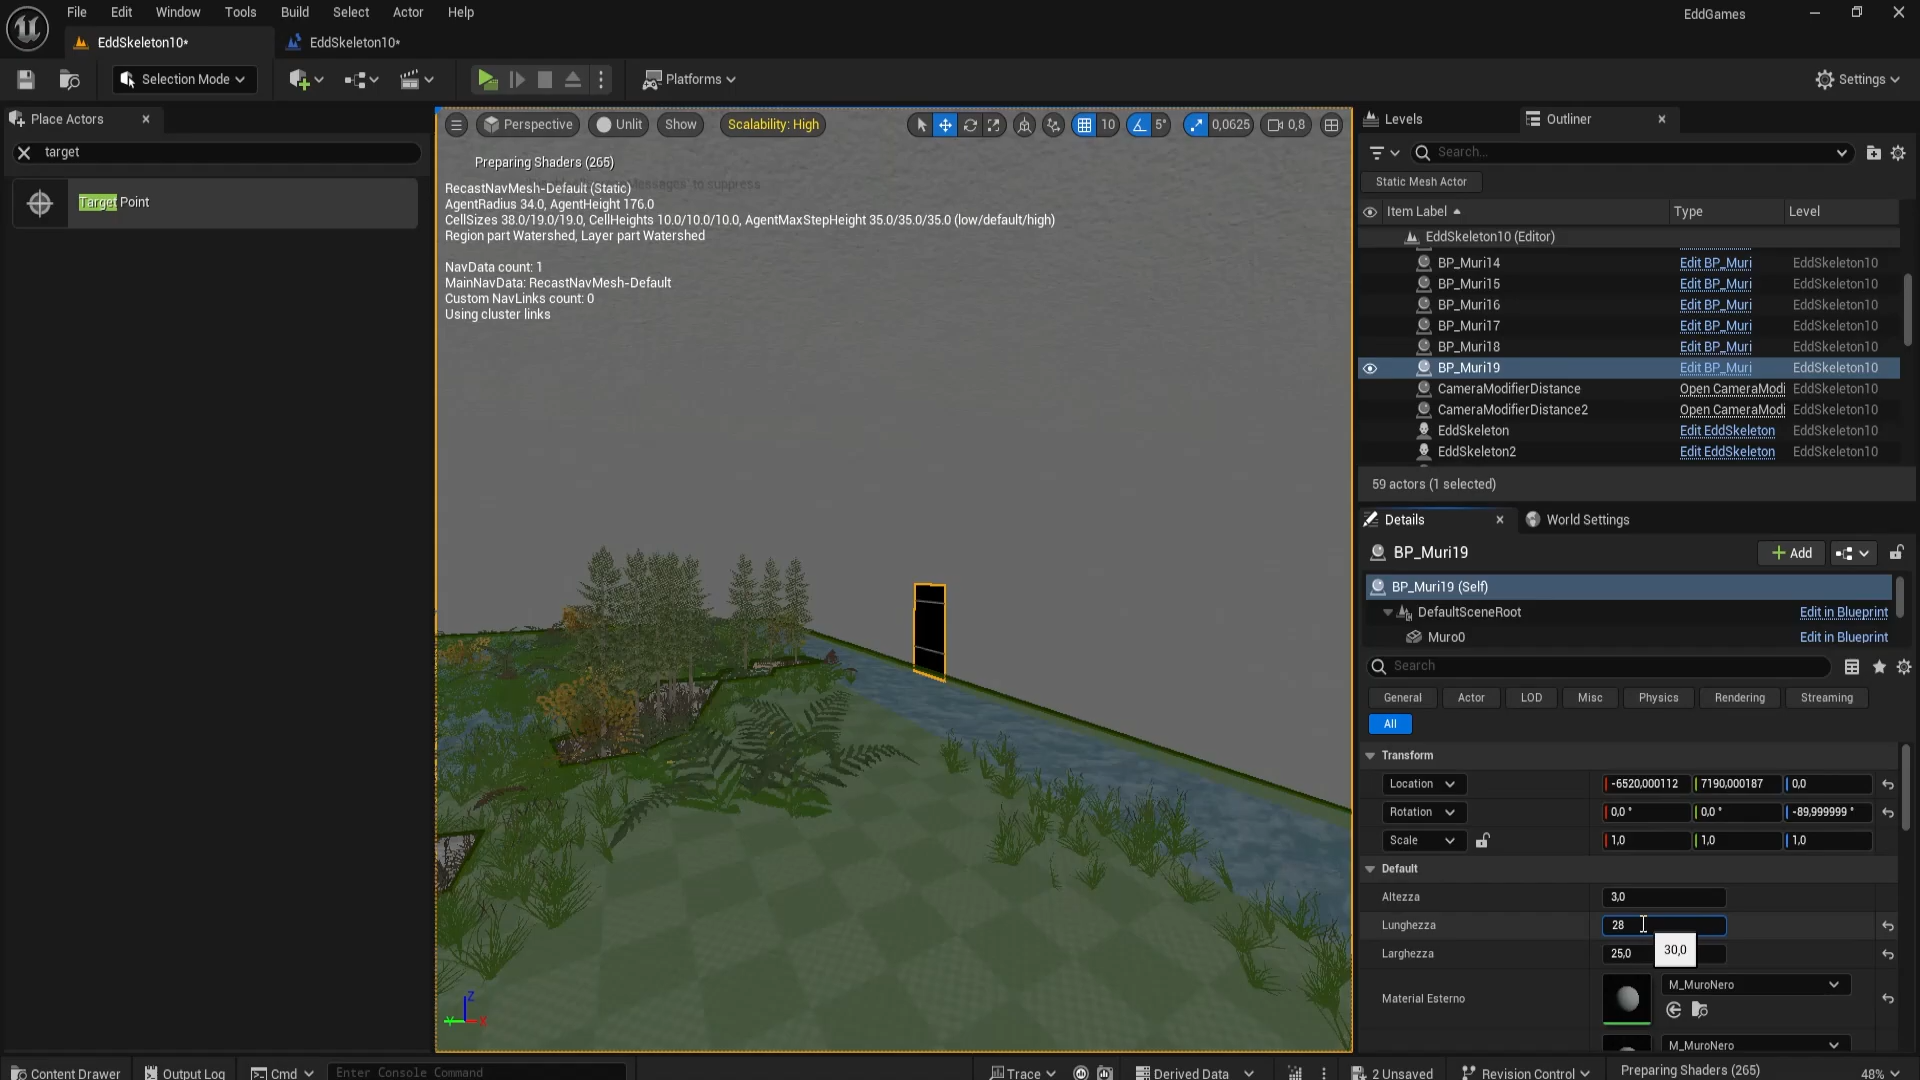 File Edit Window Tools Build Select Actor Help
EddGames
EddSkeleton10*
EddSkeleton10*
Selection Mode
Platforms
Settings
Place Actors
target
Target Point
Perspective
Unlit
Show
Scalability: High
10
5°
0,0625
0,8
Preparing Shaders (265)
RecastNavMesh-Default (Static)
AgentRadius 34.0, AgentHeight 176.0
CellSizes 38.0/19.0/19.0, CellHeights 10.0/10.0/10.0, AgentMaxStepHeight 35.0/35.0/35.0 (low/default/high)
Region part Watershed, Layer part Watershed
NavData count: 1
MainNavData: RecastNavMesh-Default
Custom NavLinks count: 0
Using cluster links
Z
Y
X
Levels
Outliner
Search...
Static Mesh Actor
Item Label Type Level
EddSkeleton10 (Editor)
BP_Muri14 Edit BP_Muri EddSkeleton10
BP_Muri15 Edit BP_Muri EddSkeleton10
BP_Muri16 Edit BP_Muri EddSkeleton10
BP_Muri17 Edit BP_Muri EddSkeleton10
BP_Muri18 Edit BP_Muri EddSkeleton10
BP_Muri19 Edit BP_Muri EddSkeleton10
CameraModifierDistance Open CameraModi EddSkeleton10
CameraModifierDistance2 Open CameraModi EddSkeleton10
EddSkeleton Edit EddSkeleton EddSkeleton10
EddSkeleton2 Edit EddSkeleton EddSkeleton10
59 actors (1 selected)
Details
World Settings
BP_Muri19
Add
BP_Muri19 (Self)
DefaultSceneRoot Edit in Blueprint
Muro0 Edit in Blueprint
Search
General Actor LOD Misc Physics Rendering Streaming
All
Transform
Location -6520,000112 7190,000187 0,0
Rotation 0,0 ° 0,0 ° -89,999999 °
Scale 1,0 1,0 1,0
Default
Altezza 3,0
Lunghezza 28
Larghezza 25,0
30,0
Material Esterno M_MuroNero
M_MuroNero
Content Drawer
Output Log
Cmd
Enter Console Command
Trace
Derived Data
2 Unsaved
Revision Control
Preparing Shaders (265)
48%